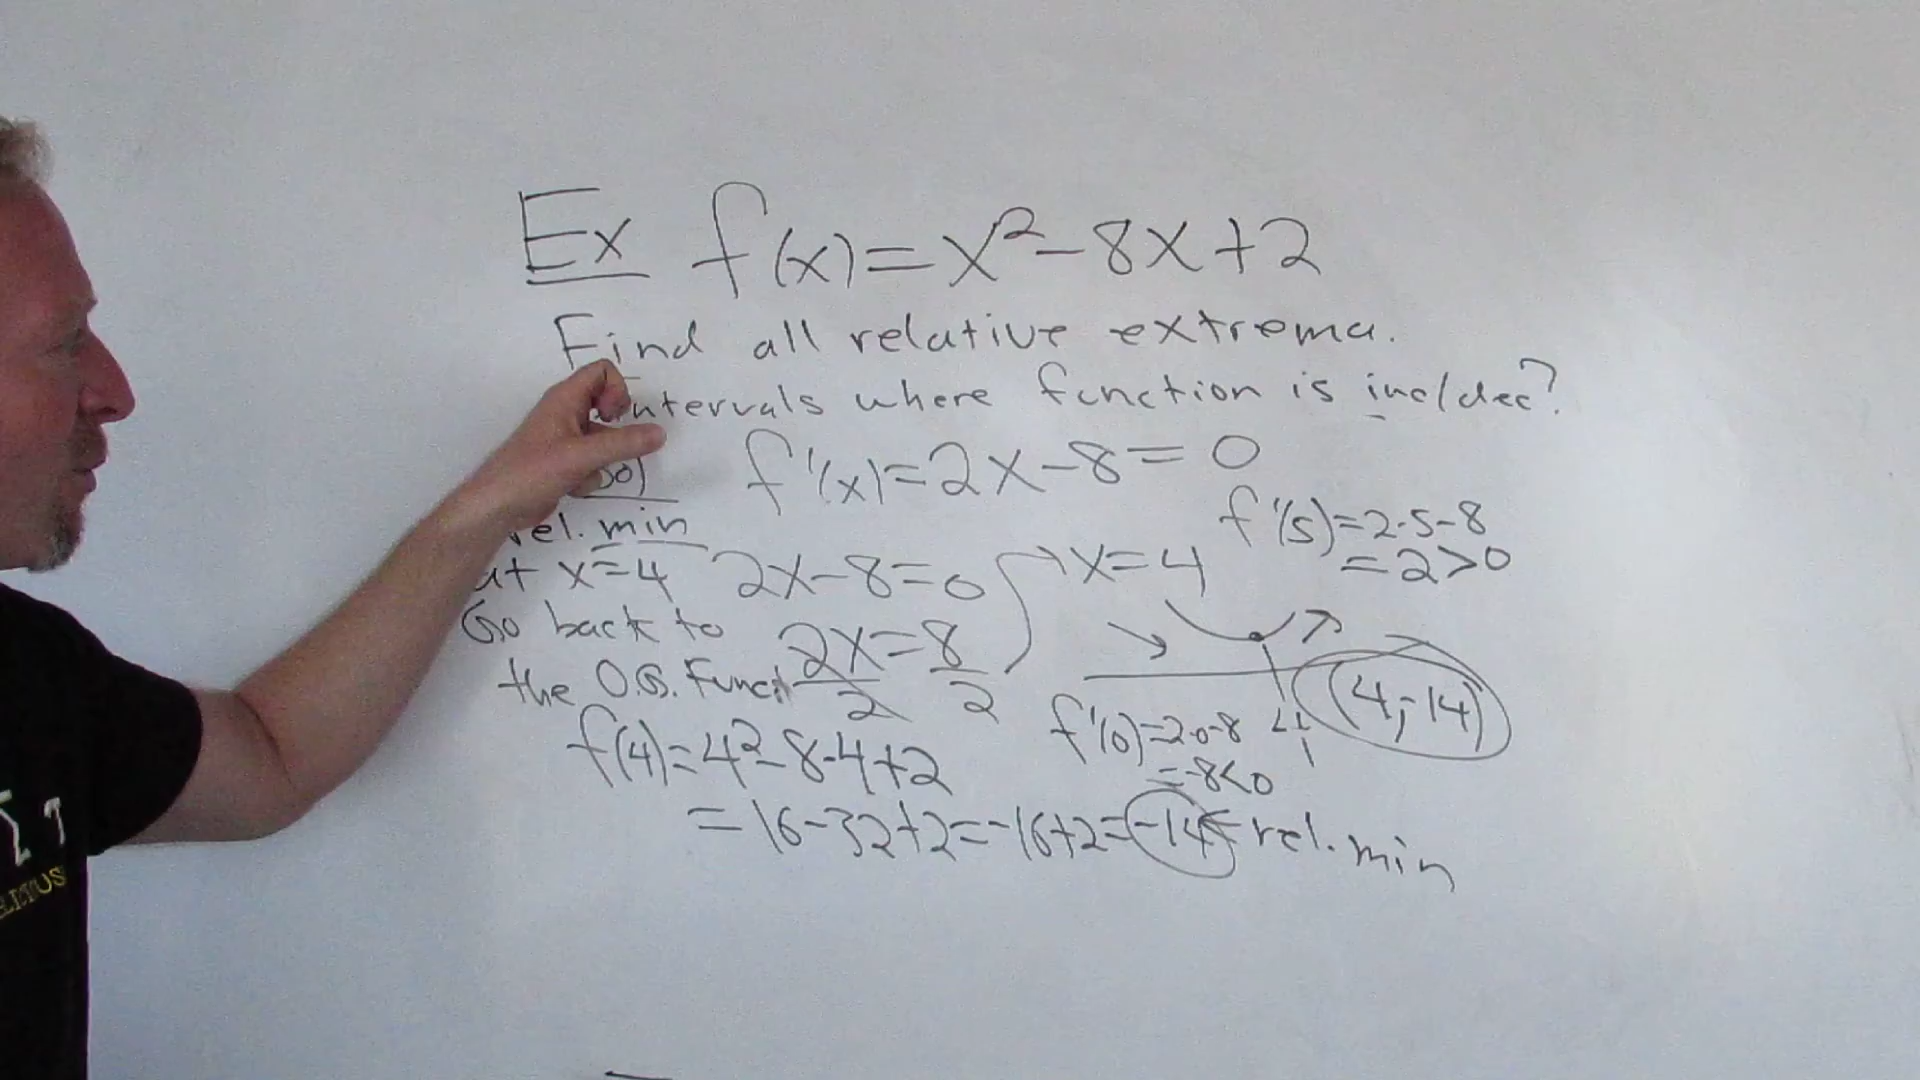 Ex f(x)=x²-8x+2
Find all relative extrema.
Intervals where function is inc/dec?
Sol
f'(x)=2x-8=0
rel. min
at x=4
2x-8=0
x=4
f'(5)=2·5-8
=2>0
Go back to
the O.G. Funct
2x=8
2 2
f(4)=4²-8·4+2
f'(0)=2·0-8
=-8<0
4
(4,-14)
=16-32+2=-16+2=-14 rel. min